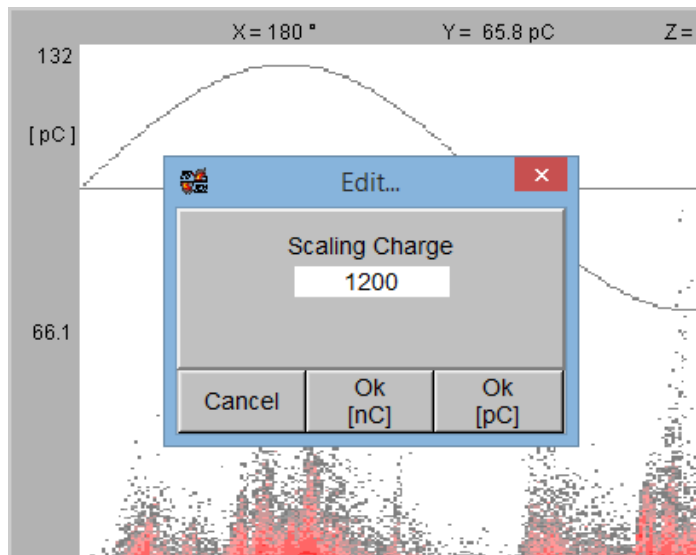 X = 180 ° Y = 65.8 pC Z =
132
[ pC ]
Edit...
Scaling Charge
1200
66.1
Cancel
Ok
[nC]
Ok
[pC]